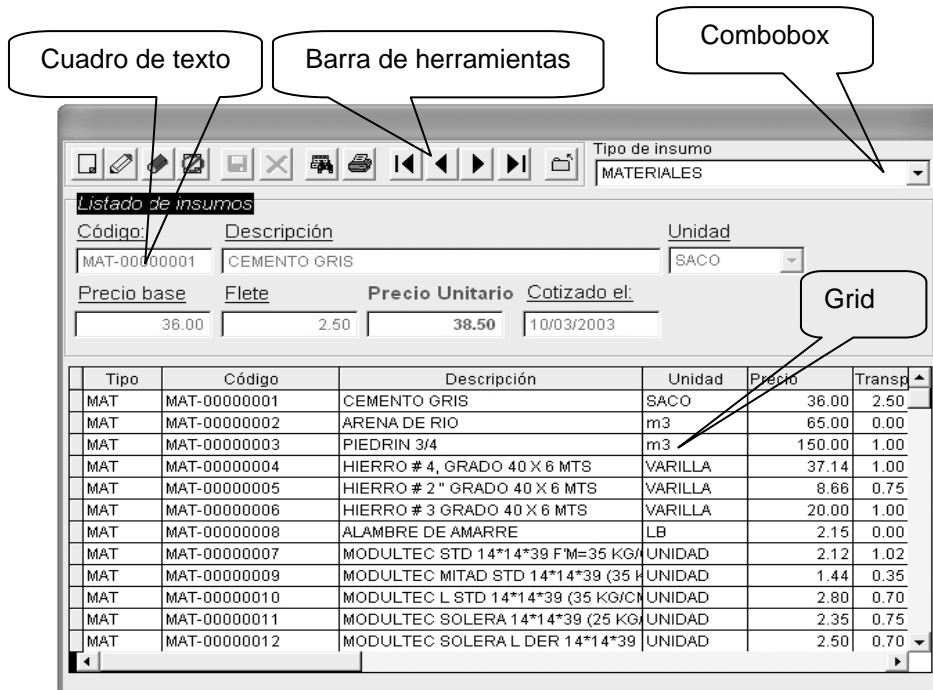 Combobox
Cuadro de texto
Barra de herramientas
Tipo de insumo
MATERIALES
Listado de insumos
Código: Descripción Unidad
MAT-00000001 CEMENTO GRIS SACO
Precio base Flete Precio Unitario Cotizado el:
36.00 2.50 38.50 10/03/2003
Grid
Tipo Código Descripción Unidad Precio Transp
MAT MAT-00000001 CEMENTO GRIS SACO 36.00 2.50
MAT MAT-00000002 ARENA DE RIO m3 65.00 0.00
MAT MAT-00000003 PIEDRIN 3/4 m3 150.00 1.00
MAT MAT-00000004 HIERRO # 4, GRADO 40 X 6 MTS VARILLA 37.14 1.00
MAT MAT-00000005 HIERRO # 2 " GRADO 40 X 6 MTS VARILLA 8.66 0.75
MAT MAT-00000006 HIERRO # 3 GRADO 40 X 6 MTS VARILLA 20.00 1.00
MAT MAT-00000008 ALAMBRE DE AMARRE LB 2.15 0.00
MAT MAT-00000007 MODULTEC STD 14*14*39 F'M=35 KG/ UNIDAD 2.12 1.02
MAT MAT-00000009 MODULTEC MITAD STD 14*14*39 (35 K UNIDAD 1.44 0.35
MAT MAT-00000010 MODULTEC L STD 14*14*39 (35 KG/CM UNIDAD 2.80 0.70
MAT MAT-00000011 MODULTEC SOLERA 14*14*39 (25 KG/ UNIDAD 2.35 0.75
MAT MAT-00000012 MODULTEC SOLERA L DER 14*14*39 UNIDAD 2.50 0.70